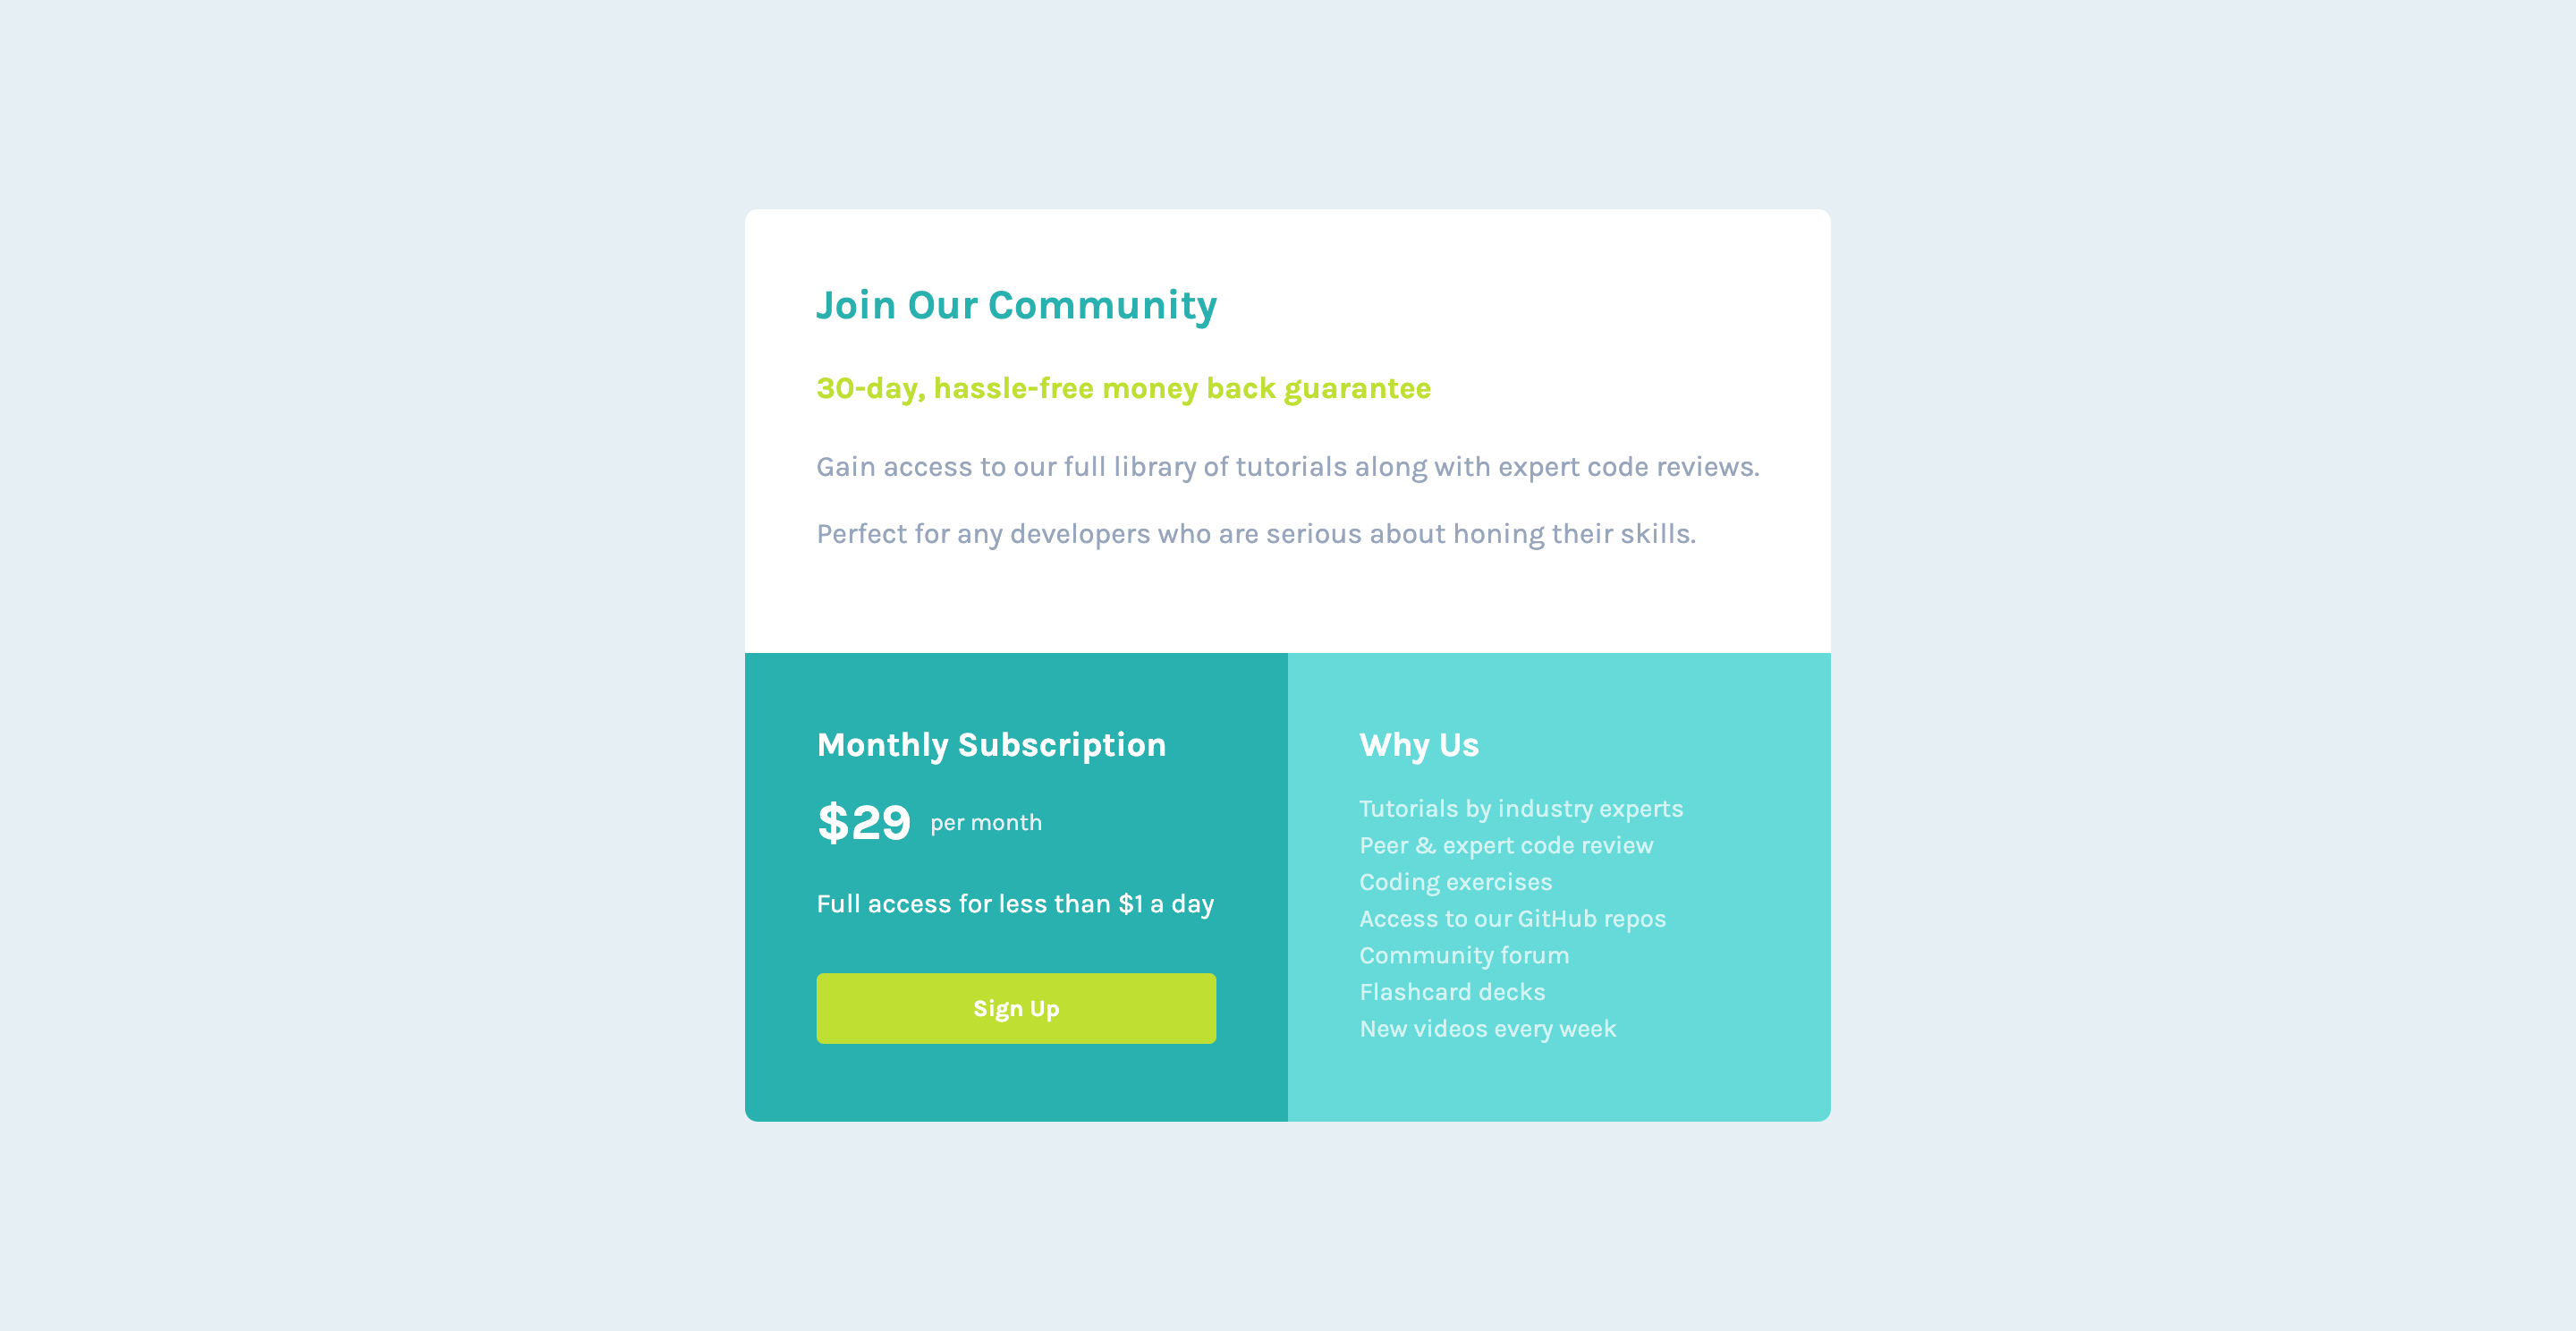 Join Our Community
30-day, hassle-free money back guarantee
Gain access to our full library of tutorials along with expert code reviews.
Perfect for any developers who are serious about honing their skills.
Monthly Subscription
$29 per month
Full access for less than $1 a day
Sign Up
Why Us
Tutorials by industry experts
Peer & expert code review
Coding exercises
Access to our GitHub repos
Community forum
Flashcard decks
New videos every week